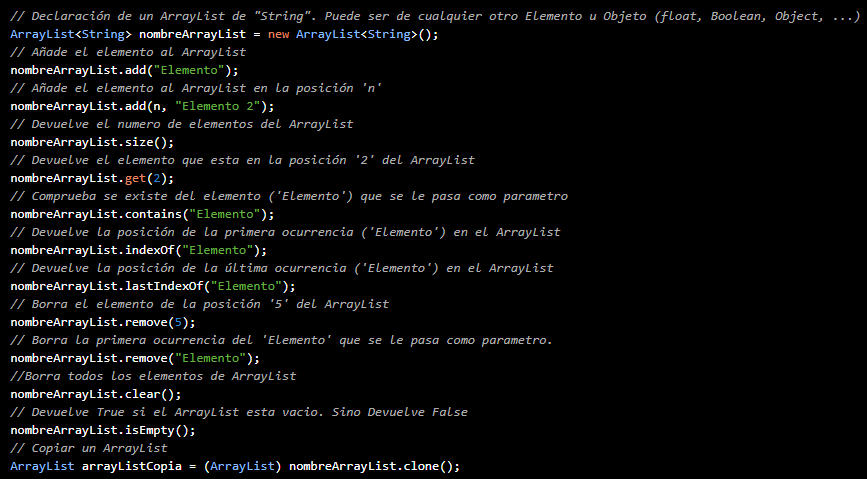 // Declaración de un ArrayList de "String". Puede ser de cualquier otro Elemento u Objeto (float, Boolean, Object, ...)
ArrayList<String> nombreArrayList = new ArrayList<String>();
// Añade el elemento al ArrayList
nombreArrayList.add("Elemento");
// Añade el elemento al ArrayList en la posición 'n'
nombreArrayList.add(n, "Elemento 2");
// Devuelve el numero de elementos del ArrayList
nombreArrayList.size();
// Devuelve el elemento que esta en la posición '2' del ArrayList
nombreArrayList.get(2);
// Comprueba se existe del elemento ('Elemento') que se le pasa como parametro
nombreArrayList.contains("Elemento");
// Devuelve la posición de la primera ocurrencia ('Elemento') en el ArrayList
nombreArrayList.indexOf("Elemento");
// Devuelve la posición de la última ocurrencia ('Elemento') en el ArrayList
nombreArrayList.lastIndexOf("Elemento");
// Borra el elemento de la posición '5' del ArrayList
nombreArrayList.remove(5);
// Borra la primera ocurrencia del 'Elemento' que se le pasa como parametro.
nombreArrayList.remove("Elemento");
//Borra todos los elementos de ArrayList
nombreArrayList.clear();
// Devuelve True si el ArrayList esta vacio. Sino Devuelve False
nombreArrayList.isEmpty();
// Copiar un ArrayList
ArrayList arrayListCopia = (ArrayList) nombreArrayList.clone();